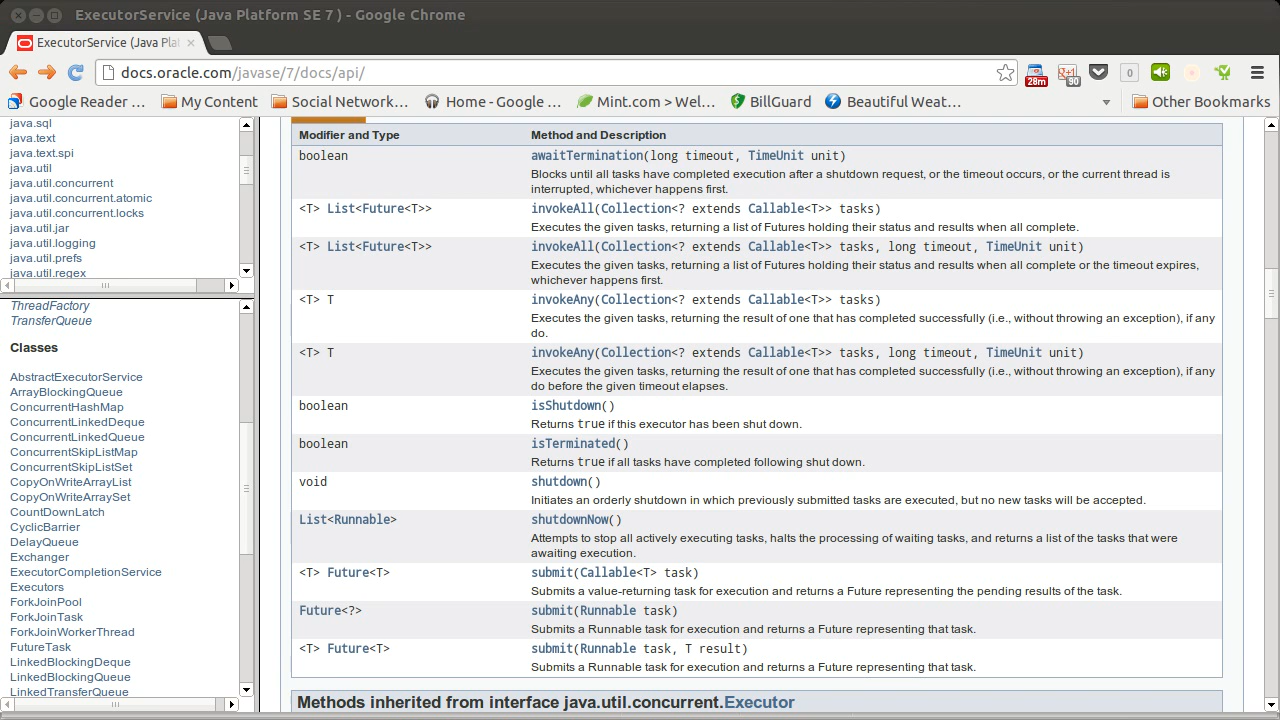 ExecutorService (Java Platform SE 7 ) - Google Chrome
ExecutorService (Java Plat
docs.oracle.com/javase/7/docs/api/
28m
90
0
Google Reader ...
My Content
Social Network...
Home - Google ...
Mint.com > Wel...
BillGuard
Beautiful Weat...
Other Bookmarks
java.sql
java.text
java.text.spi
java.util
java.util.concurrent
java.util.concurrent.atomic
java.util.concurrent.locks
java.util.jar
java.util.logging
java.util.prefs
java.util.regex
ThreadFactory
TransferQueue
Classes
AbstractExecutorService
ArrayBlockingQueue
ConcurrentHashMap
ConcurrentLinkedDeque
ConcurrentLinkedQueue
ConcurrentSkipListMap
ConcurrentSkipListSet
CopyOnWriteArrayList
CopyOnWriteArraySet
CountDownLatch
CyclicBarrier
DelayQueue
Exchanger
ExecutorCompletionService
Executors
ForkJoinPool
ForkJoinTask
ForkJoinWorkerThread
FutureTask
LinkedBlockingDeque
LinkedBlockingQueue
LinkedTransferQueue
Modifier and Type Method and Description
boolean awaitTermination(long timeout, TimeUnit unit)
Blocks until all tasks have completed execution after a shutdown request, or the timeout occurs, or the current thread is
interrupted, whichever happens first.
<T> List<Future<T>> invokeAll(Collection<? extends Callable<T>> tasks)
Executes the given tasks, returning a list of Futures holding their status and results when all complete.
<T> List<Future<T>> invokeAll(Collection<? extends Callable<T>> tasks, long timeout, TimeUnit unit)
Executes the given tasks, returning a list of Futures holding their status and results when all complete or the timeout expires,
whichever happens first.
<T> T invokeAny(Collection<? extends Callable<T>> tasks)
Executes the given tasks, returning the result of one that has completed successfully (i.e., without throwing an exception), if any
do.
<T> T invokeAny(Collection<? extends Callable<T>> tasks, long timeout, TimeUnit unit)
Executes the given tasks, returning the result of one that has completed successfully (i.e., without throwing an exception), if any
do before the given timeout elapses.
boolean isShutdown()
Returns true if this executor has been shut down.
boolean isTerminated()
Returns true if all tasks have completed following shut down.
void shutdown()
Initiates an orderly shutdown in which previously submitted tasks are executed, but no new tasks will be accepted.
List<Runnable> shutdownNow()
Attempts to stop all actively executing tasks, halts the processing of waiting tasks, and returns a list of the tasks that were
awaiting execution.
<T> Future<T> submit(Callable<T> task)
Submits a value-returning task for execution and returns a Future representing the pending results of the task.
Future<?> submit(Runnable task)
Submits a Runnable task for execution and returns a Future representing that task.
<T> Future<T> submit(Runnable task, T result)
Submits a Runnable task for execution and returns a Future representing that task.
Methods inherited from interface java.util.concurrent.Executor